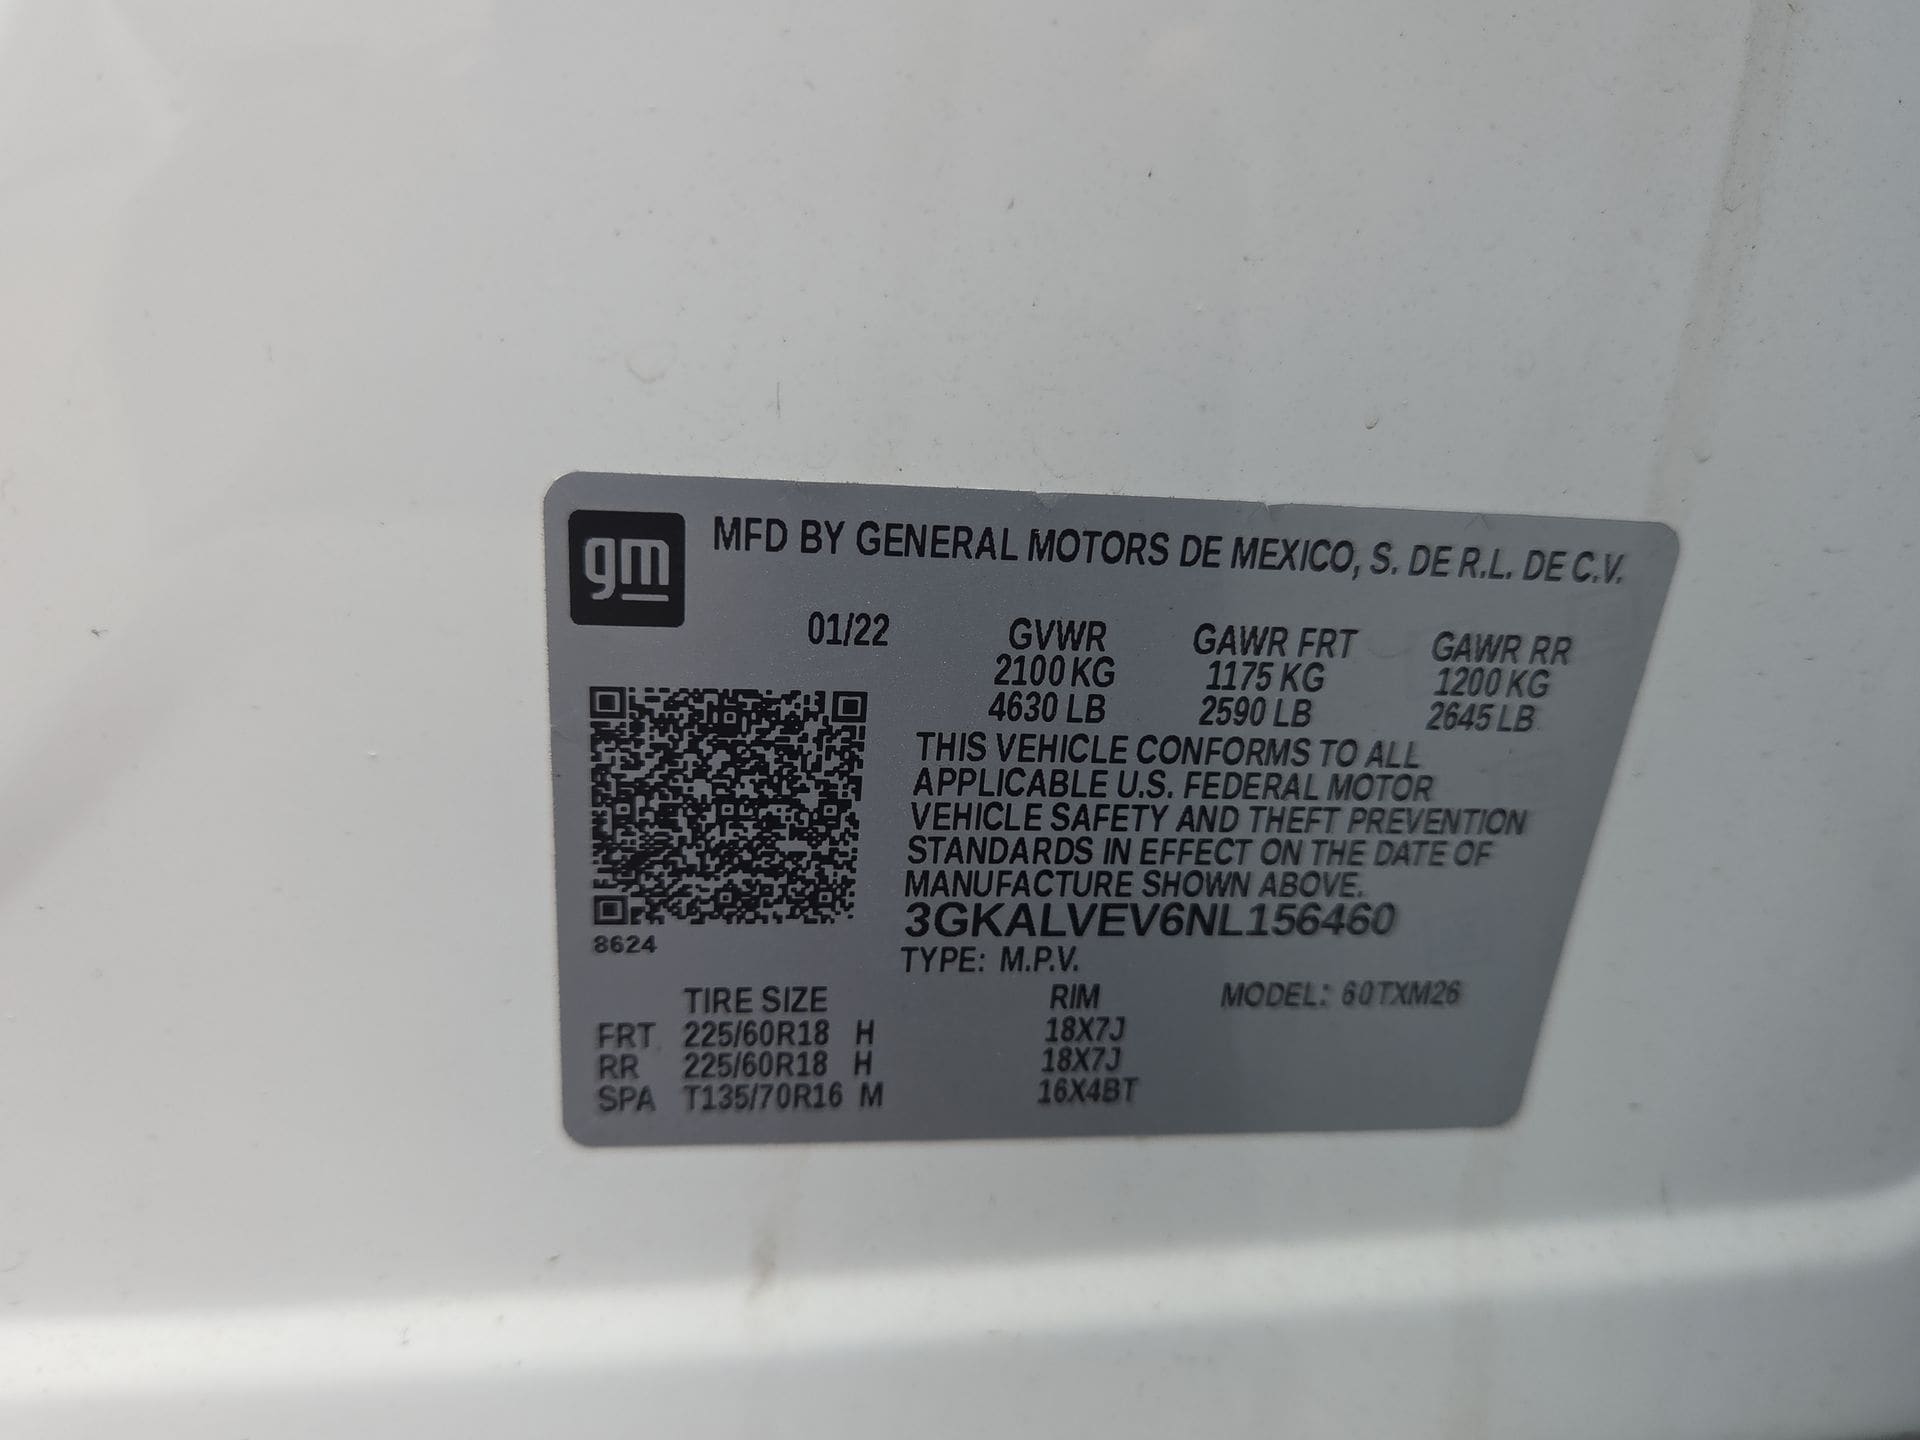 gm
MFD BY GENERAL MOTORS DE MEXICO, S. DE R.L. DE C.V.
01/22 GVWR GAWR FRT GAWR RR
2100 KG 1175 KG 1200 KG
4630 LB 2590 LB 2645 LB
THIS VEHICLE CONFORMS TO ALL
APPLICABLE U.S. FEDERAL MOTOR
VEHICLE SAFETY AND THEFT PREVENTION
STANDARDS IN EFFECT ON THE DATE OF
MANUFACTURE SHOWN ABOVE.
3GKALVEV6NL156460
8624
TYPE: M.P.V.
TIRE SIZE RIM MODEL: 60TXM26
FRT 225/60R18 H 18X7J
RR 225/60R18 H 18X7J
SPA T135/70R16 M 16X4BT